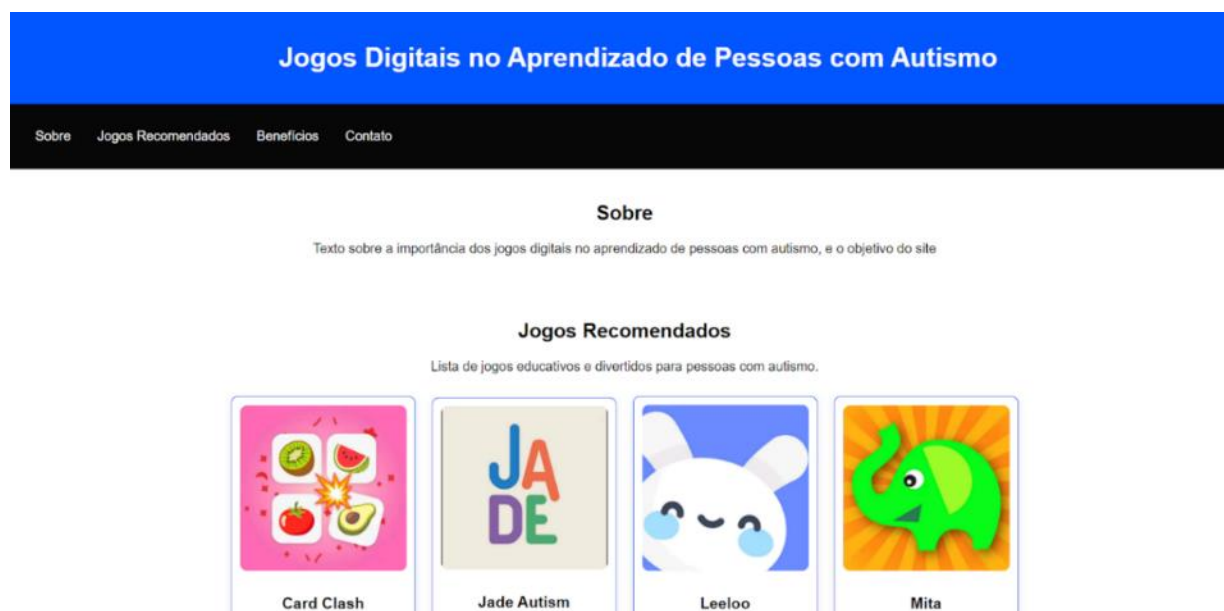 Jogos Digitais no Aprendizado de Pessoas com Autismo
Sobre Jogos Recomendados Benefícios Contato
Sobre
Texto sobre a importância dos jogos digitais no aprendizado de pessoas com autismo, e o objetivo do site
Jogos Recomendados
Lista de jogos educativos e divertidos para pessoas com autismo.
JA
DE
Card Clash Jade Autism Leeloo Mita